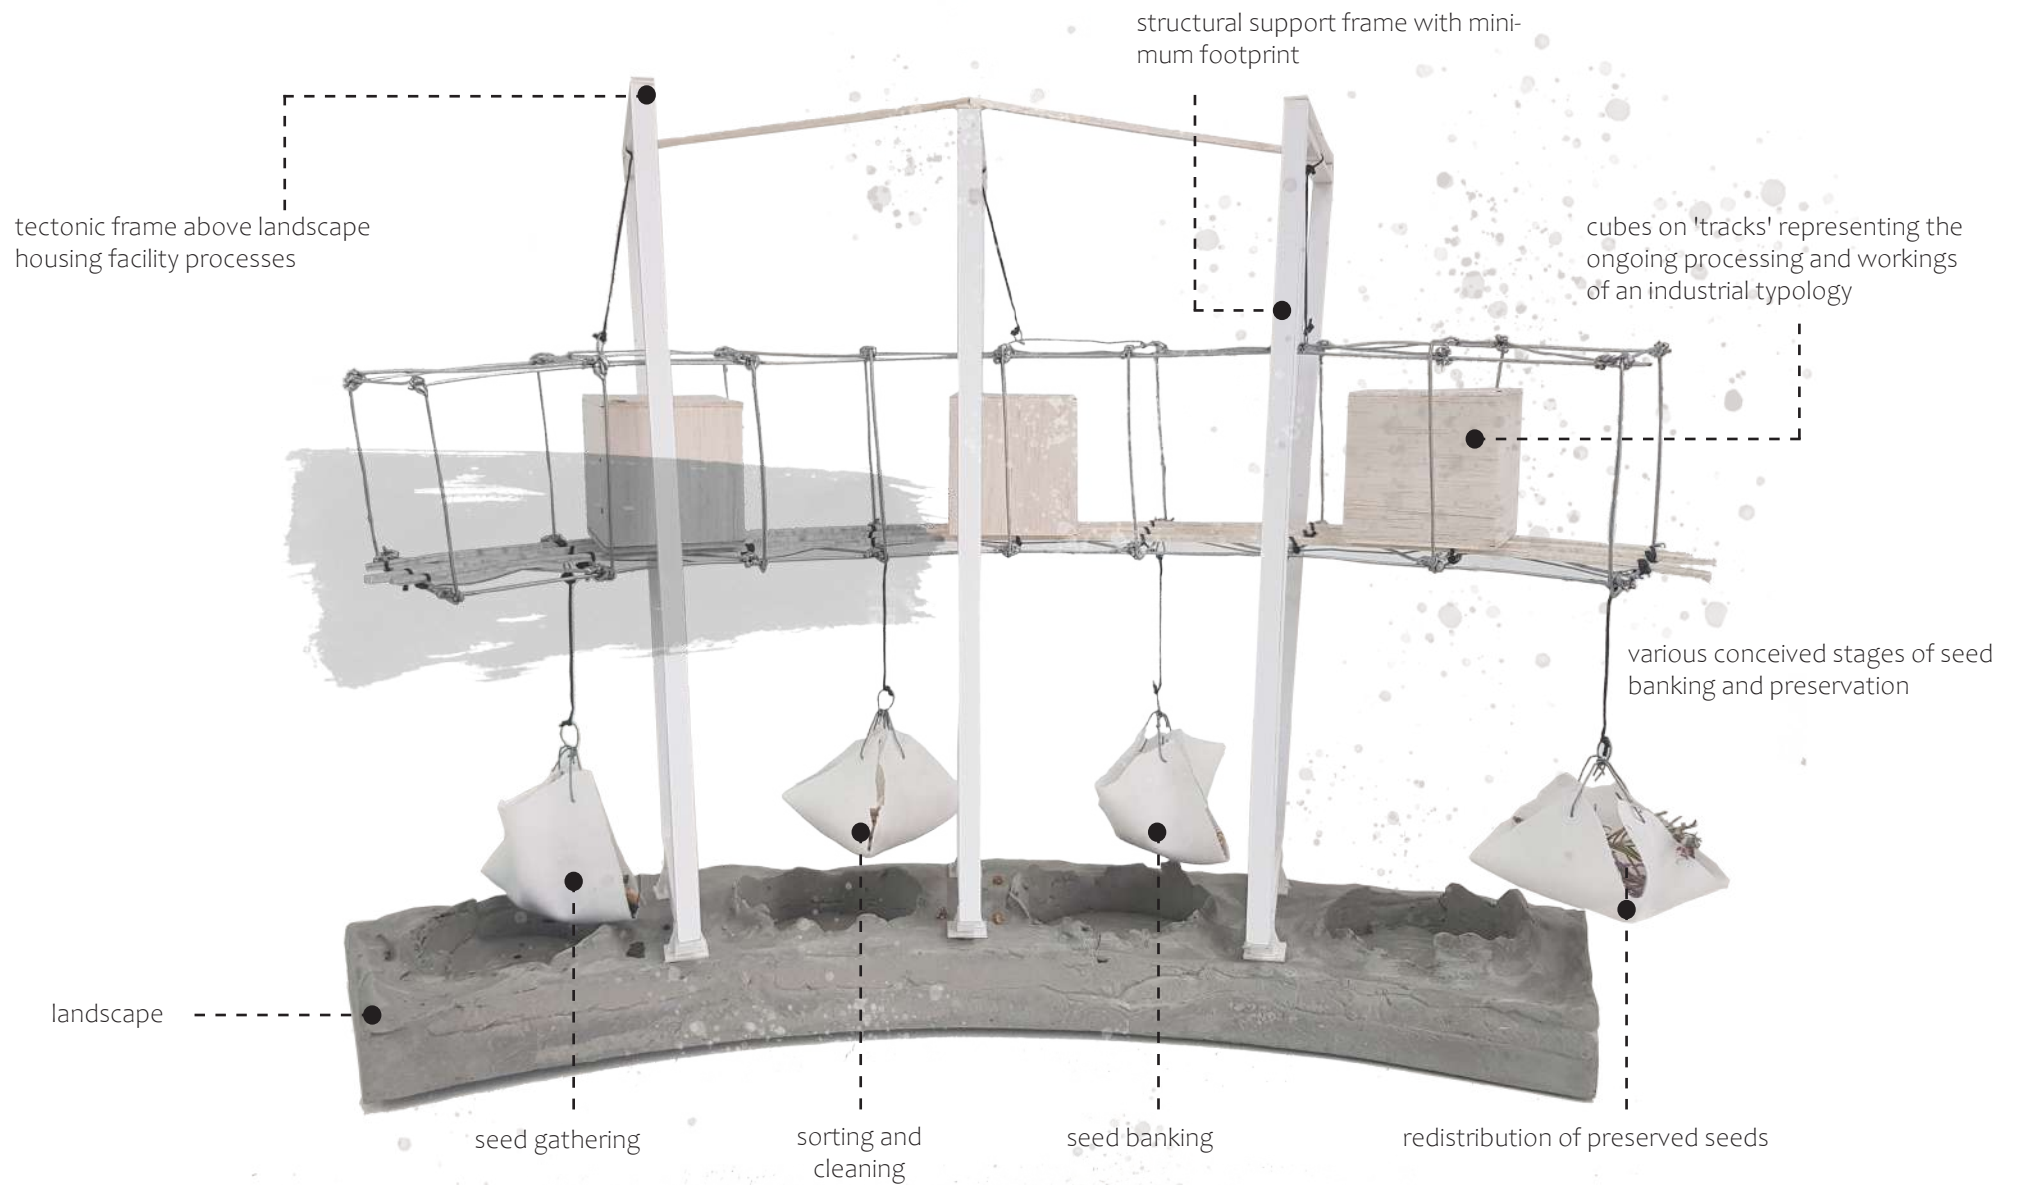 structural support frame with mini-
mum footprint
tectonic frame above landscape
housing facility processes
cubes on 'tracks' representing the
ongoing processing and workings
of an industrial typology
various conceived stages of seed
banking and preservation
landscape
seed gathering
sorting and
cleaning
seed banking
redistribution of preserved seeds